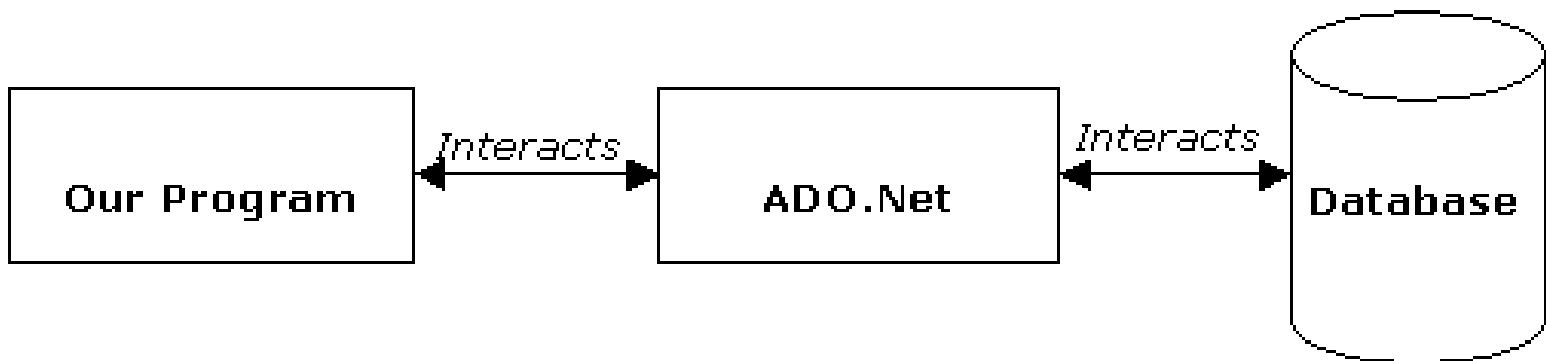 Interacts
Interacts
Our Program
ADO.Net
Database